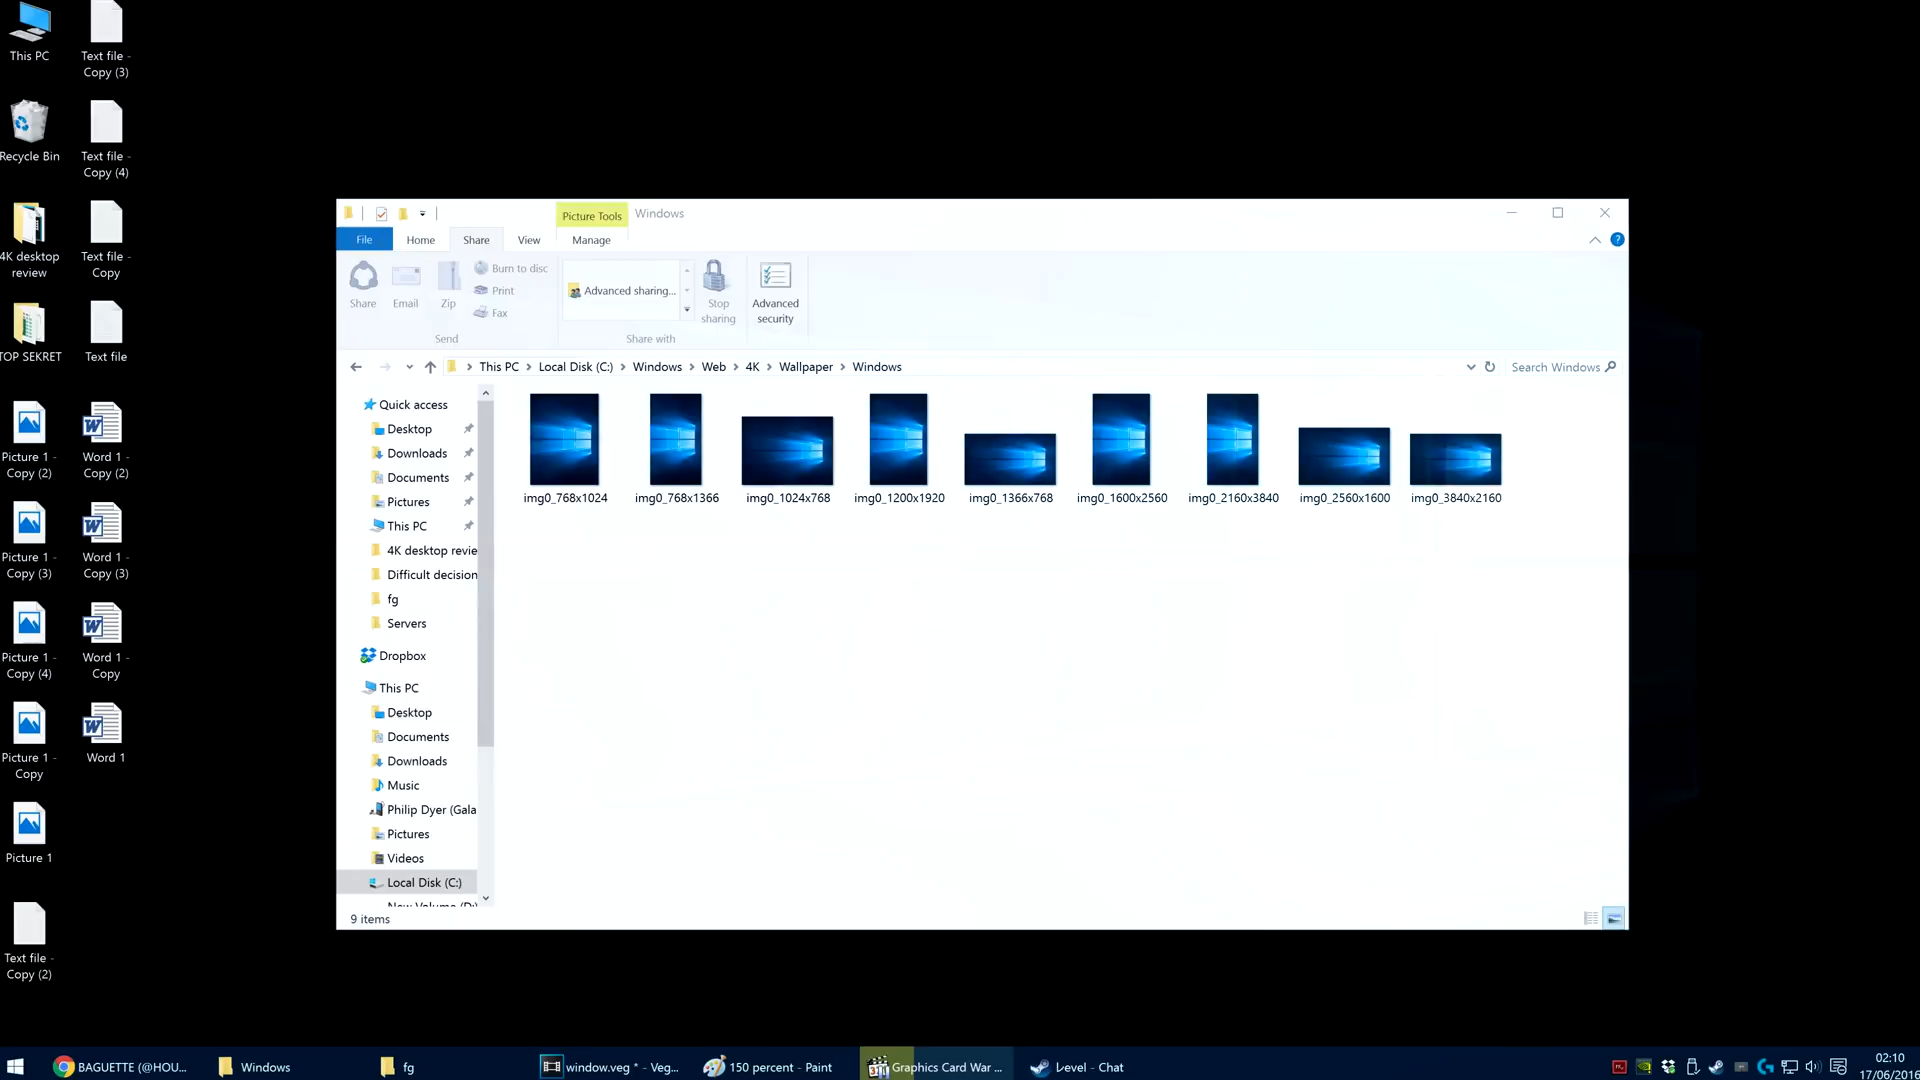 This PC
Text file -
Copy (3)
Recycle Bin
Text file -
Copy (4)
4K desktop
review
Text file -
Copy
TOP SEKRET
Text file
Picture 1 -
Copy (2)
Word 1 -
Copy (2)
Picture 1 -
Copy (3)
Word 1 -
Copy (3)
Picture 1 -
Copy (4)
Word 1 -
Copy
Picture 1 -
Copy
Word 1
Picture 1
Text file -
Copy (2)
Picture Tools
Windows
File
Home
Share
View
Manage
Share
Email
Zip
Burn to disc
Print
Fax
Send
Advanced sharing...
Stop
sharing
Share with
Advanced
security
This PC > Local Disk (C:) > Windows > Web > 4K > Wallpaper > Windows
Search Windows
Quick access
Desktop
Downloads
Documents
Pictures
This PC
4K desktop revie
Difficult decision
fg
Servers
Dropbox
This PC
Desktop
Documents
Downloads
Music
Philip Dyer (Gala
Pictures
Videos
Local Disk (C:)
New Volume (D:)
img0_768x1024
img0_768x1366
img0_1024x768
img0_1200x1920
img0_1366x768
img0_1600x2560
img0_2160x3840
img0_2560x1600
img0_3840x2160
9 items
BAGUETTE (@HOU...
Windows
fg
window.veg * - Veg...
150 percent - Paint
Graphics Card War ...
Level - Chat
02:10
17/06/2016